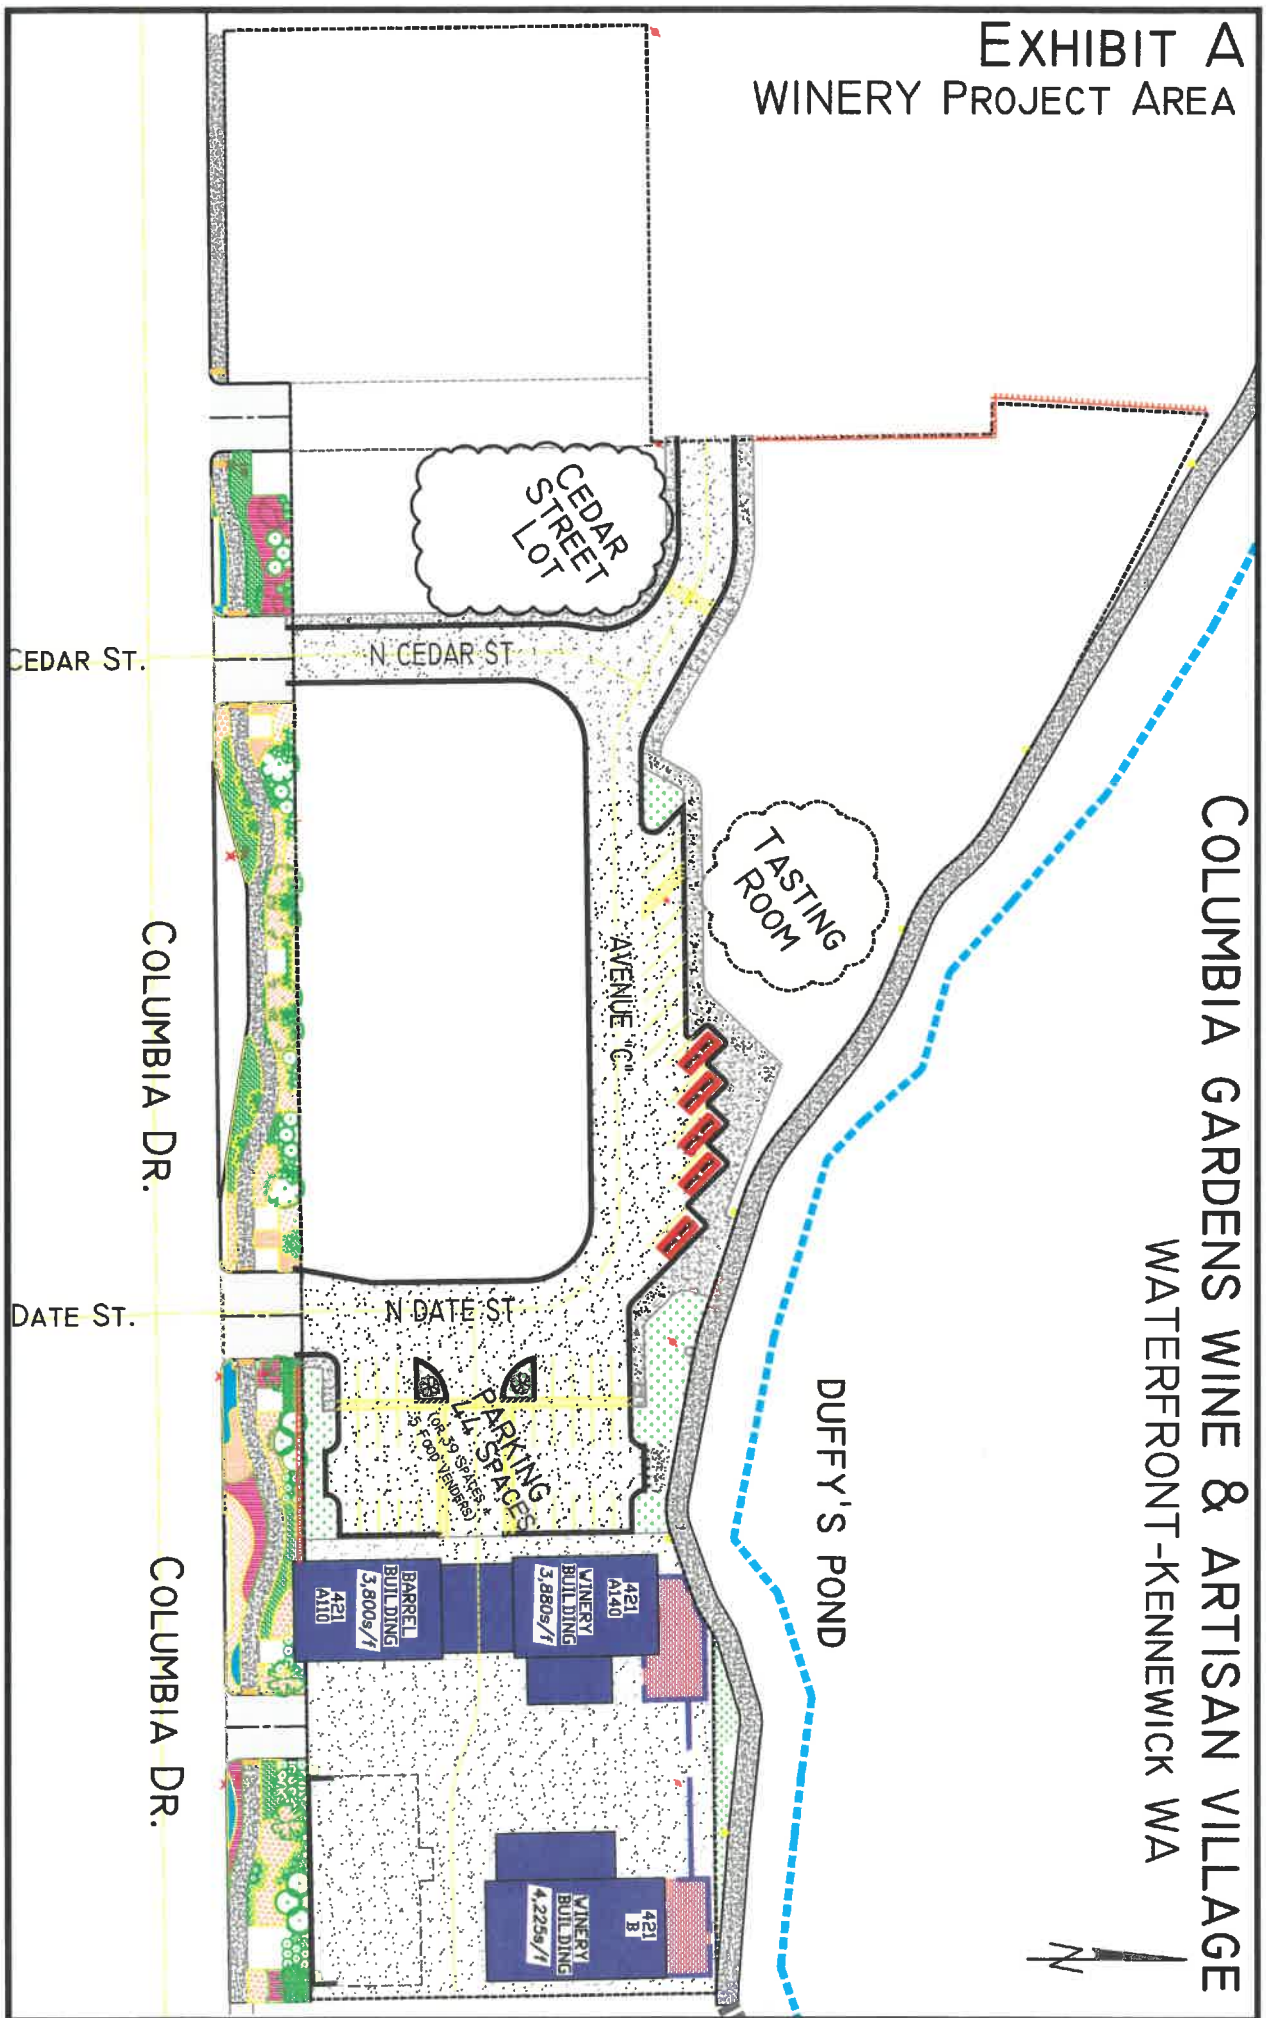 EXHIBIT A
WINERY PROJECT AREA
COLUMBIA GARDENS WINE & ARTISAN VILLAGE
WATERFRONT-KENNEWICK WA
N
DUFFY'S POND
CEDAR
STREET
LOT
TASTING
ROOM
N CEDAR ST
AVENUE "C"
N DATE ST
PARKING
44 SPACES
(OR 39 SPACES +
5 FOOD VENDERS)
421
A140
WINERY
BUILDING
3,880s/f
BARREL
BUILDING
3,800s/f
421
A110
421
B
WINERY
BUILDING
4,225s/f
CEDAR ST.
DATE ST.
COLUMBIA DR.
COLUMBIA DR.